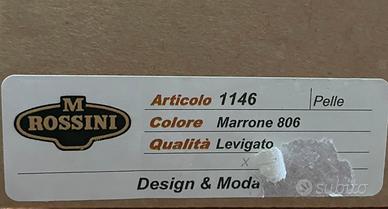 M
ROSSINI
Articolo 1146
Pelle
Colore Marrone 806
Qualità Levigato
x
Design & Moda
subito